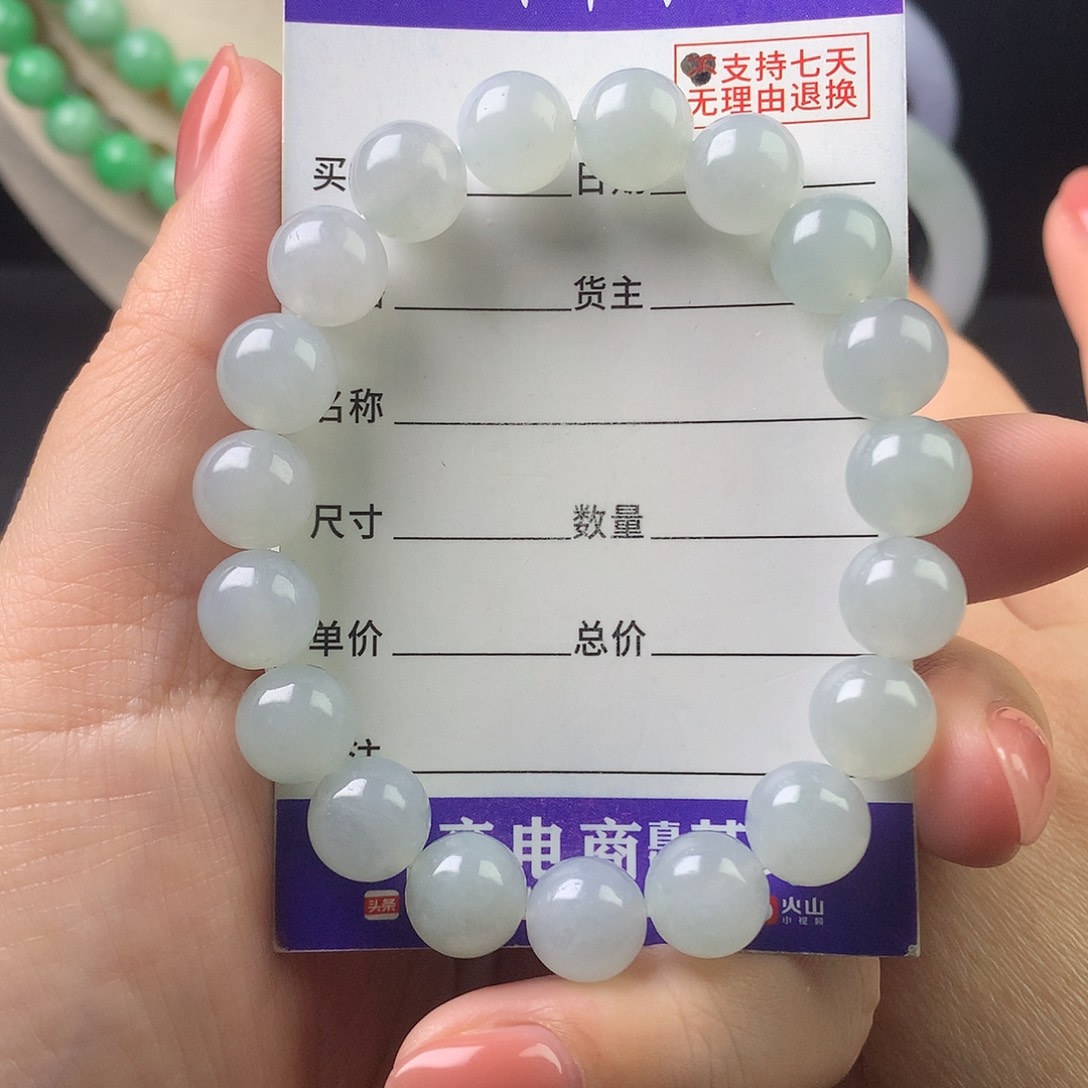 支持七天
无理由退换
买
货主
名称
尺寸 数量
单价 总价
电商
头条 火山
小视频